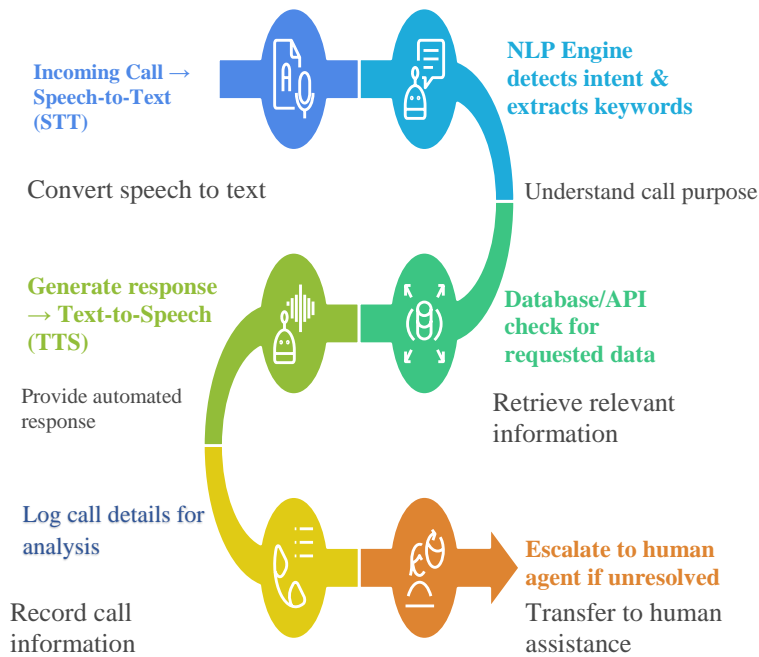 Incoming Call →
Speech-to-Text
(STT)
Convert speech to text
A
NLP Engine
detects intent &
extracts keywords
Understand call purpose
Database/API
check for
requested data
Retrieve relevant
information
Generate response
→ Text-to-Speech
(TTS)
Provide automated
response
Log call details for
analysis
Record call
information
Escalate to human
agent if unresolved
Transfer to human
assistance